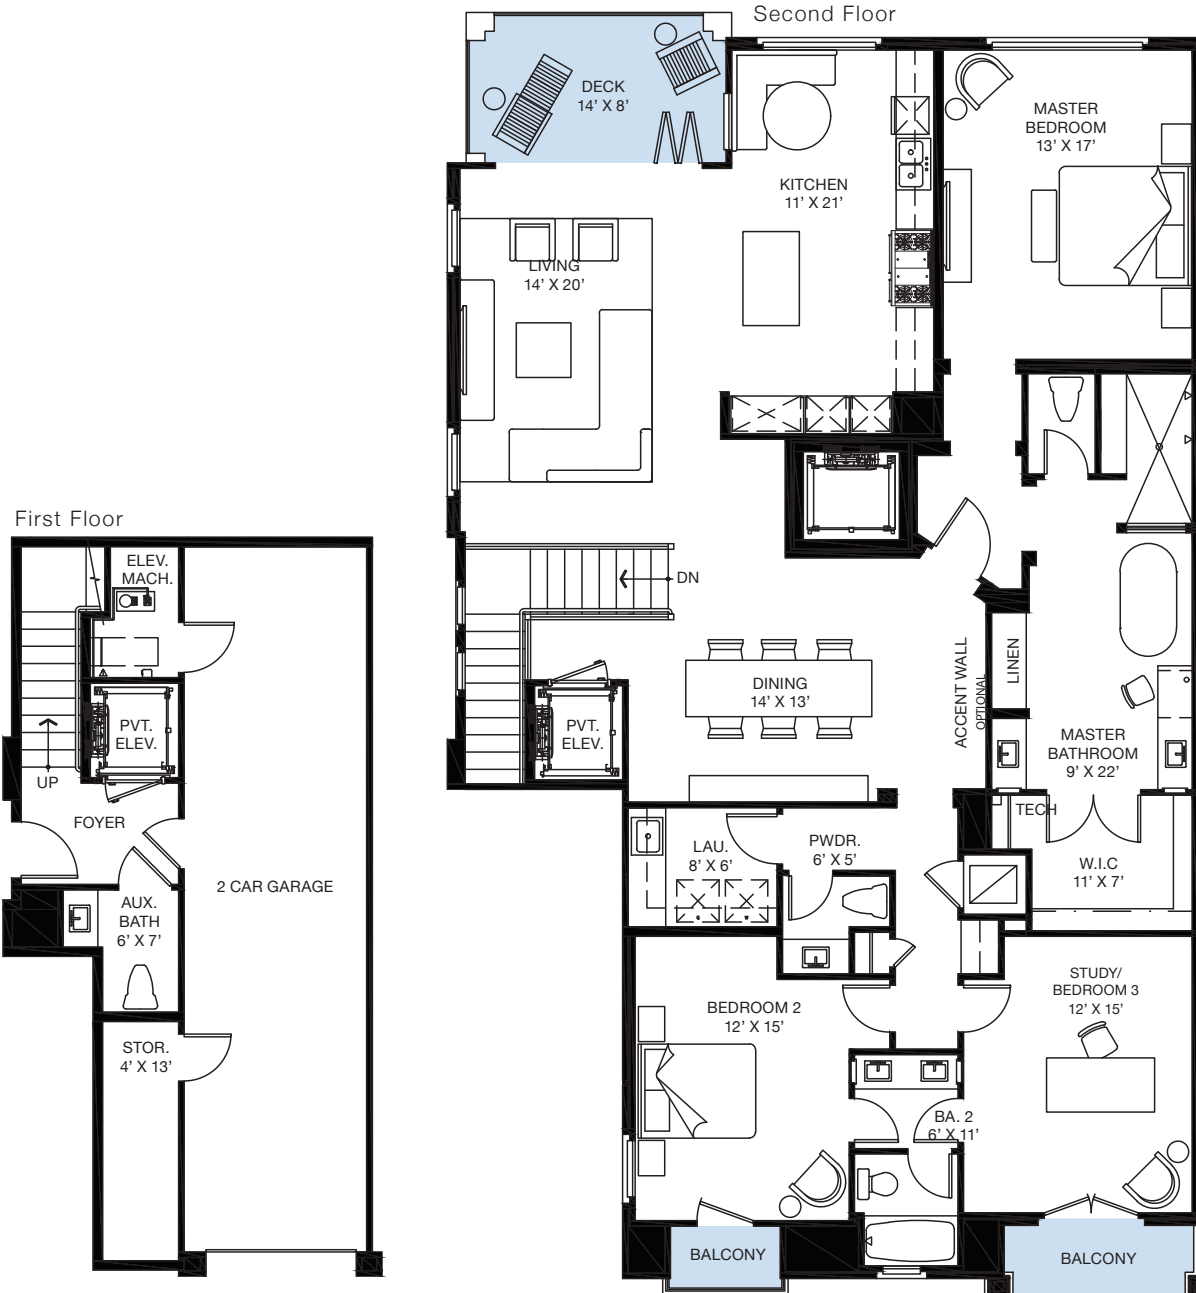 Second Floor
DECK
14’ X 8’
MASTER
BEDROOM
13’ X 17’
KITCHEN
11’ X 21’
LIVING
14’ X 20’
DN
DINING
14’ X 13’
ACCENT WALL
OPTIONAL
LINEN
PVT.
ELEV.
MASTER
BATHROOM
9’ X 22’
TECH
W.I.C
11’ X 7’
LAU.
8’ X 6’
PWDR.
6’ X 5’
BEDROOM 2
12’ X 15’
STUDY/
BEDROOM 3
12’ X 15’
BA. 2
6’ X 11’
BALCONY
BALCONY
First Floor
ELEV.
MACH.
PVT.
ELEV.
UP
FOYER
2 CAR GARAGE
AUX.
BATH
6’ X 7’
STOR.
4’ X 13’